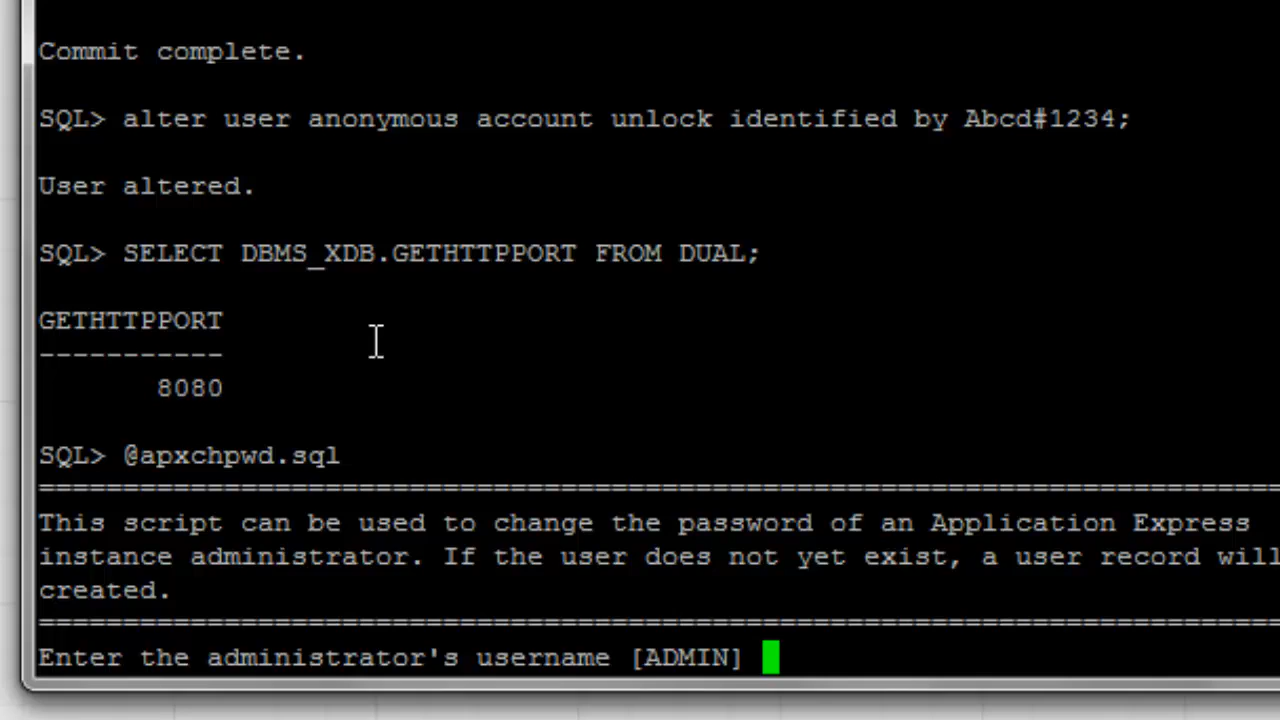 Commit complete.
SQL> alter user anonymous account unlock identified by Abcd#1234;
User altered.
SQL> SELECT DBMS_XDB.GETHTTPPORT FROM DUAL;
GETHTTPPORT
-----------
8080
SQL> @apxchpwd.sql
================================================================================
This script can be used to change the password of an Application Express
instance administrator. If the user does not yet exist, a user record will
created.
================================================================================
Enter the administrator's username [ADMIN]